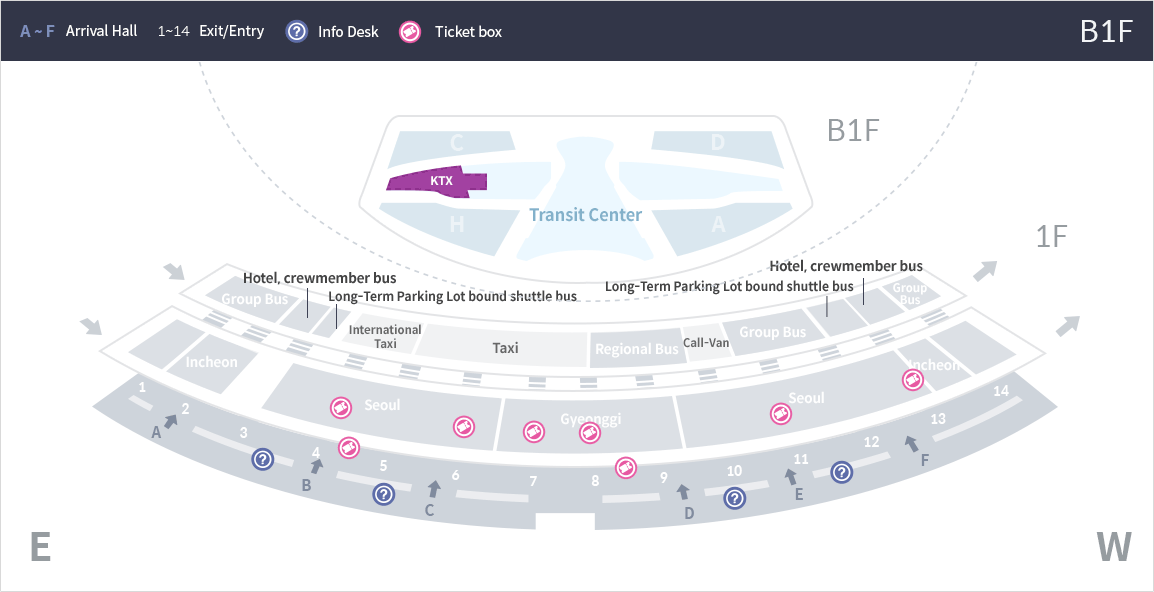 A ~ F Arrival Hall 1~14 Exit/Entry Info Desk Ticket box B1F
B1F
C D
KTX
Transit Center
H A
1F
Hotel, crewmember bus
Hotel, crewmember bus
Long-Term Parking Lot bound shuttle bus
Long-Term Parking Lot bound shuttle bus
Group Bus
Group
Bus
International
Taxi
Taxi
Regional Bus
Call-Van
Group Bus
Incheon
Incheon
Seoul
Gyeonggi
Seoul
1 2 3 4 5 6 7 8 9 10 11 12 13 14
A B C D E F
E W